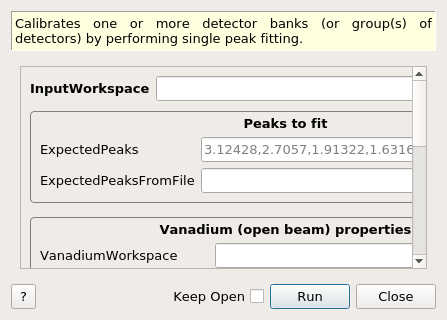 Calibrates one or more detector banks (or group(s) of
detectors) by performing single peak fitting.
InputWorkspace
Peaks to fit
ExpectedPeaks 3.12428,2.7057,1.91322,1.6316
ExpectedPeaksFromFile
Vanadium (open beam) properties
VanadiumWorkspace
? Keep Open Run Close